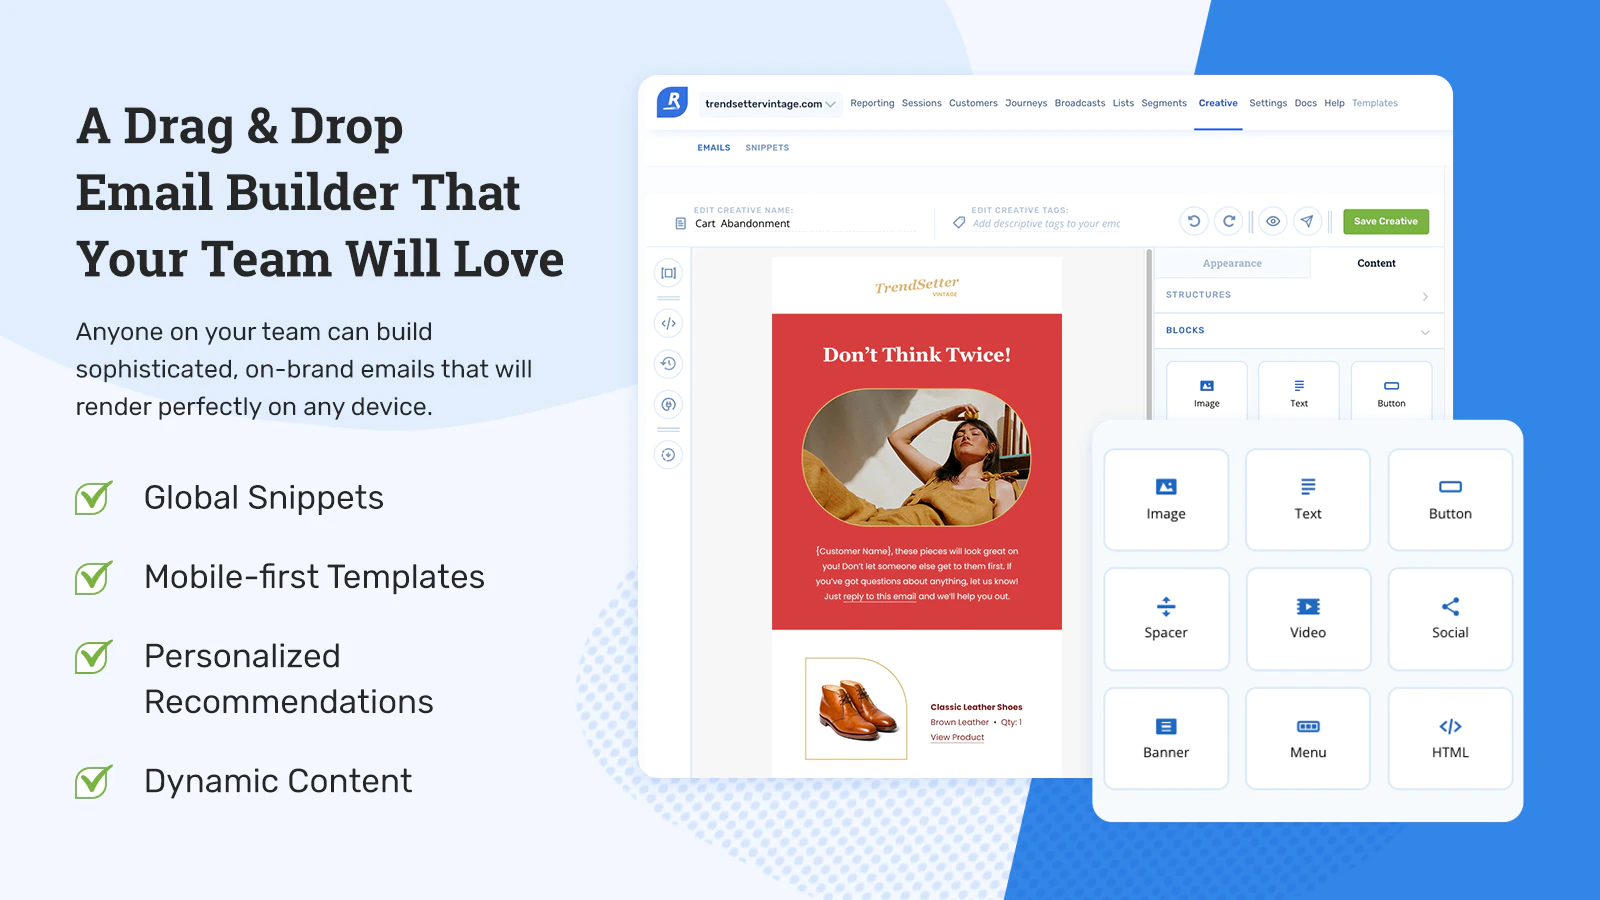 A Drag & Drop
Email Builder That
Your Team Will Love
Anyone on your team can build
sophisticated, on-brand emails that will
render perfectly on any device.
Global Snippets
Mobile-first Templates
Personalized
Recommendations
Dynamic Content
R
trendsettervintage.com Reporting Sessions Customers Journeys Broadcasts Lists Segments Creative Settings Docs Help Templates
EMAILS SNIPPETS
EDIT CREATIVE NAME:
Cart Abandonment
EDIT CREATIVE TAGS:
Add descriptive tags to your emc
Save Creative
TrendSetter
VINTAGE
Don't Think Twice!
{Customer Name}, these pieces will look great on
you! Don't let someone else get to them first. If
you've got questions about anything, let us know!
Just reply to this email and we'll help you out.
Classic Leather Shoes
Brown Leather • Qty: 1
View Product
Appearance Content
STRUCTURES
BLOCKS
Image Text Button
Image Text Button
Spacer Video Social
Banner Menu HTML